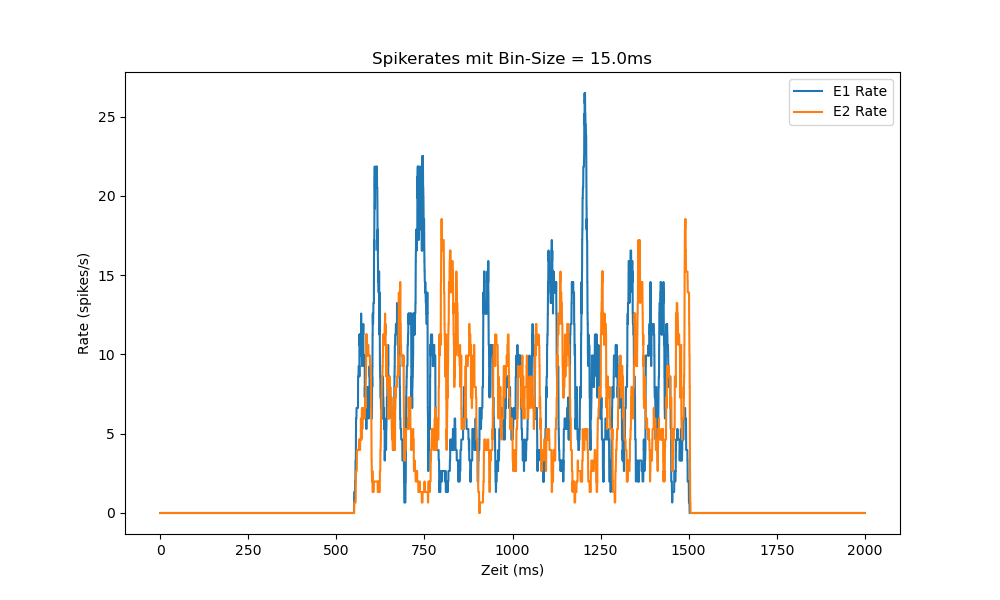 Spikerates mit Bin-Size = 15.0ms
E1 Rate
E2 Rate
25
20
15
10
5
0
Rate (spikes/s)
0 250 500 750 1000 1250 1500 1750 2000
Zeit (ms)